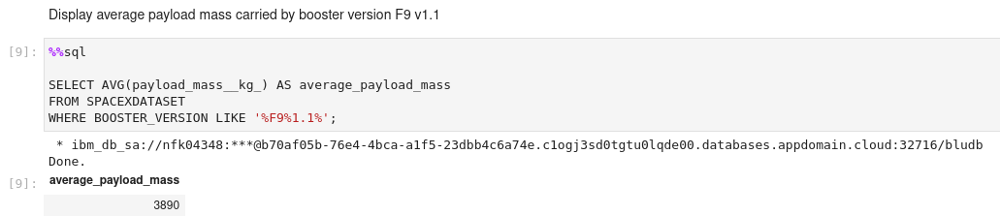 Display average payload mass carried by booster version F9 v1.1
[9]: %%sql
SELECT AVG(payload_mass__kg_) AS average_payload_mass
FROM SPACEXDATASET
WHERE BOOSTER_VERSION LIKE '%F9%1.1%';
* ibm_db_sa://nfk04348:***@b70af05b-76e4-4bca-a1f5-23dbb4c6a74e.c1ogj3sd0tgtu0lqde00.databases.appdomain.cloud:32716/bludb
Done.
[9]: average_payload_mass
3890